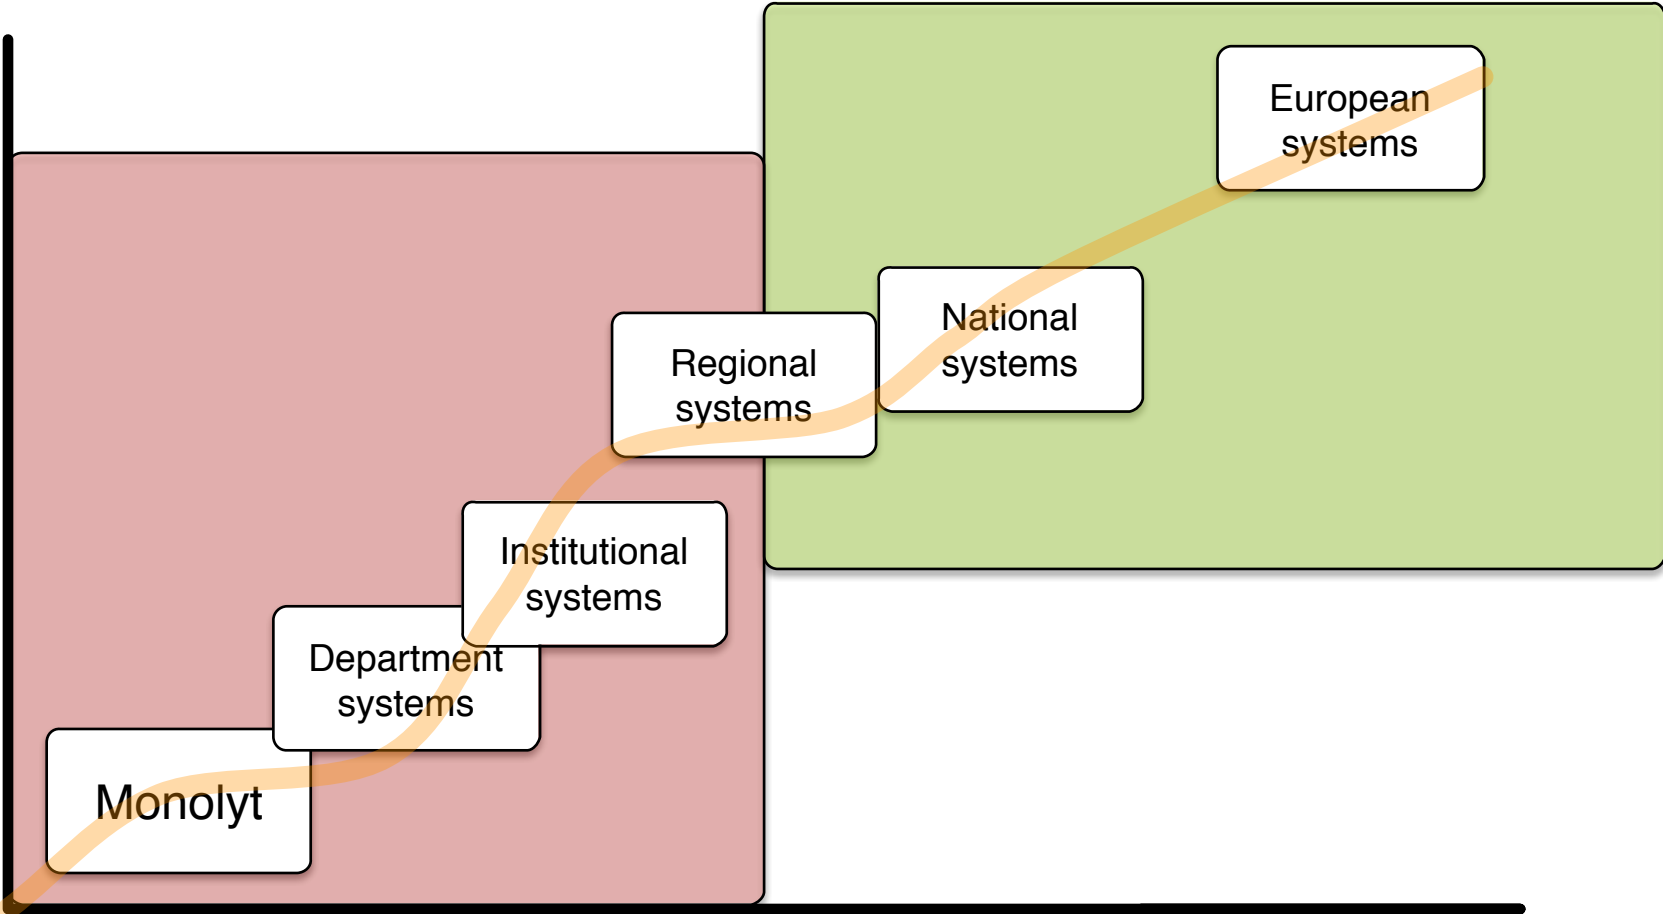 European
systems
National
systems
Regional
systems
Institutional
systems
Department
systems
Monolyt